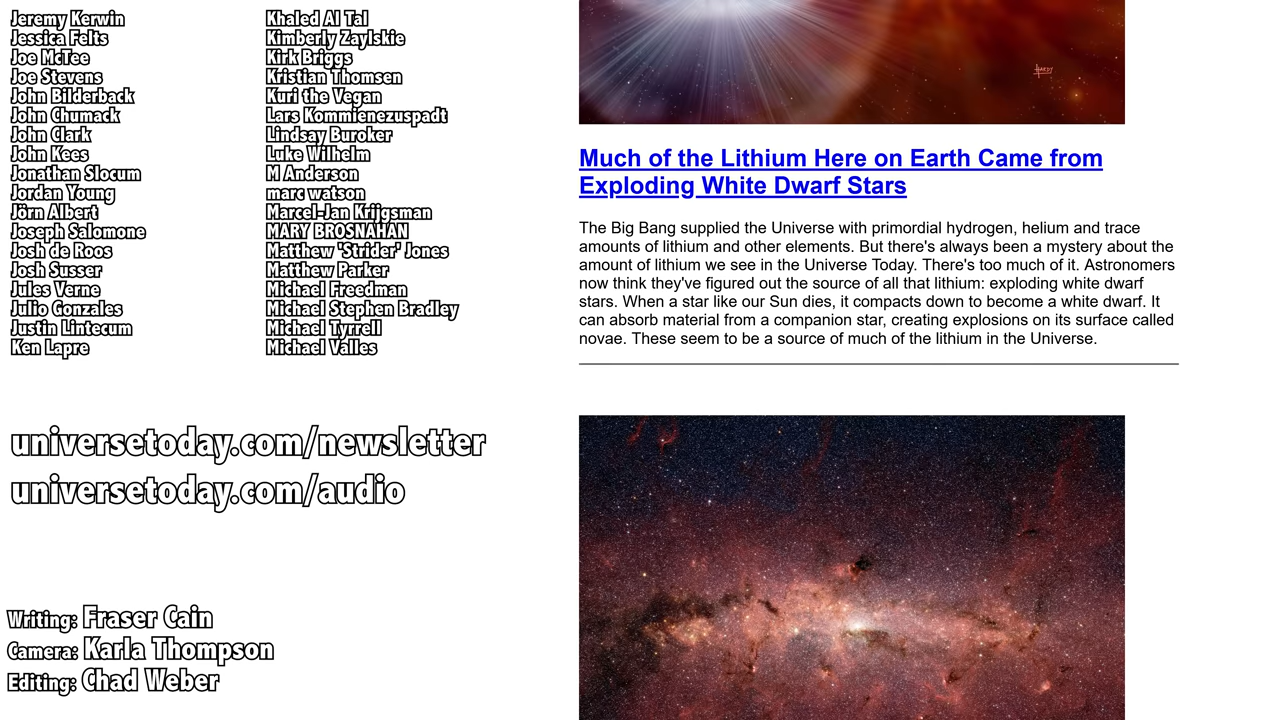 Jeremy Kerwin
Jessica Felts
Joe McTee
Joe Stevens
John Bilderback
John Chumack
John Clark
John Kees
Jonathan Slocum
Jordan Young
Jörn Albert
Joseph Salomone
Josh de Roos
Josh Susser
Jules Verne
Julio Gonzales
Justin Lintecum
Ken Lapre
Khaled Al Tal
Kimberly Zaylskie
Kirk Briggs
Kristian Thomsen
Kuri the Vegan
Lars Kommienezuspadt
Lindsay Buroker
Luke Wilhelm
M Anderson
marc watson
Marcel-Jan Krijgsman
MARY BROSNAHAN
Matthew 'Strider' Jones
Matthew Parker
Michael Freedman
Michael Stephen Bradley
Michael Tyrrell
Michael Valles
universetoday.com/newsletter
universetoday.com/audio
Writing: Fraser Cain
Camera: Karla Thompson
Editing: Chad Weber
HARDY
Much of the Lithium Here on Earth Came from
Exploding White Dwarf Stars
The Big Bang supplied the Universe with primordial hydrogen, helium and trace
amounts of lithium and other elements. But there's always been a mystery about the
amount of lithium we see in the Universe Today. There's too much of it. Astronomers
now think they've figured out the source of all that lithium: exploding white dwarf
stars. When a star like our Sun dies, it compacts down to become a white dwarf. It
can absorb material from a companion star, creating explosions on its surface called
novae. These seem to be a source of much of the lithium in the Universe.